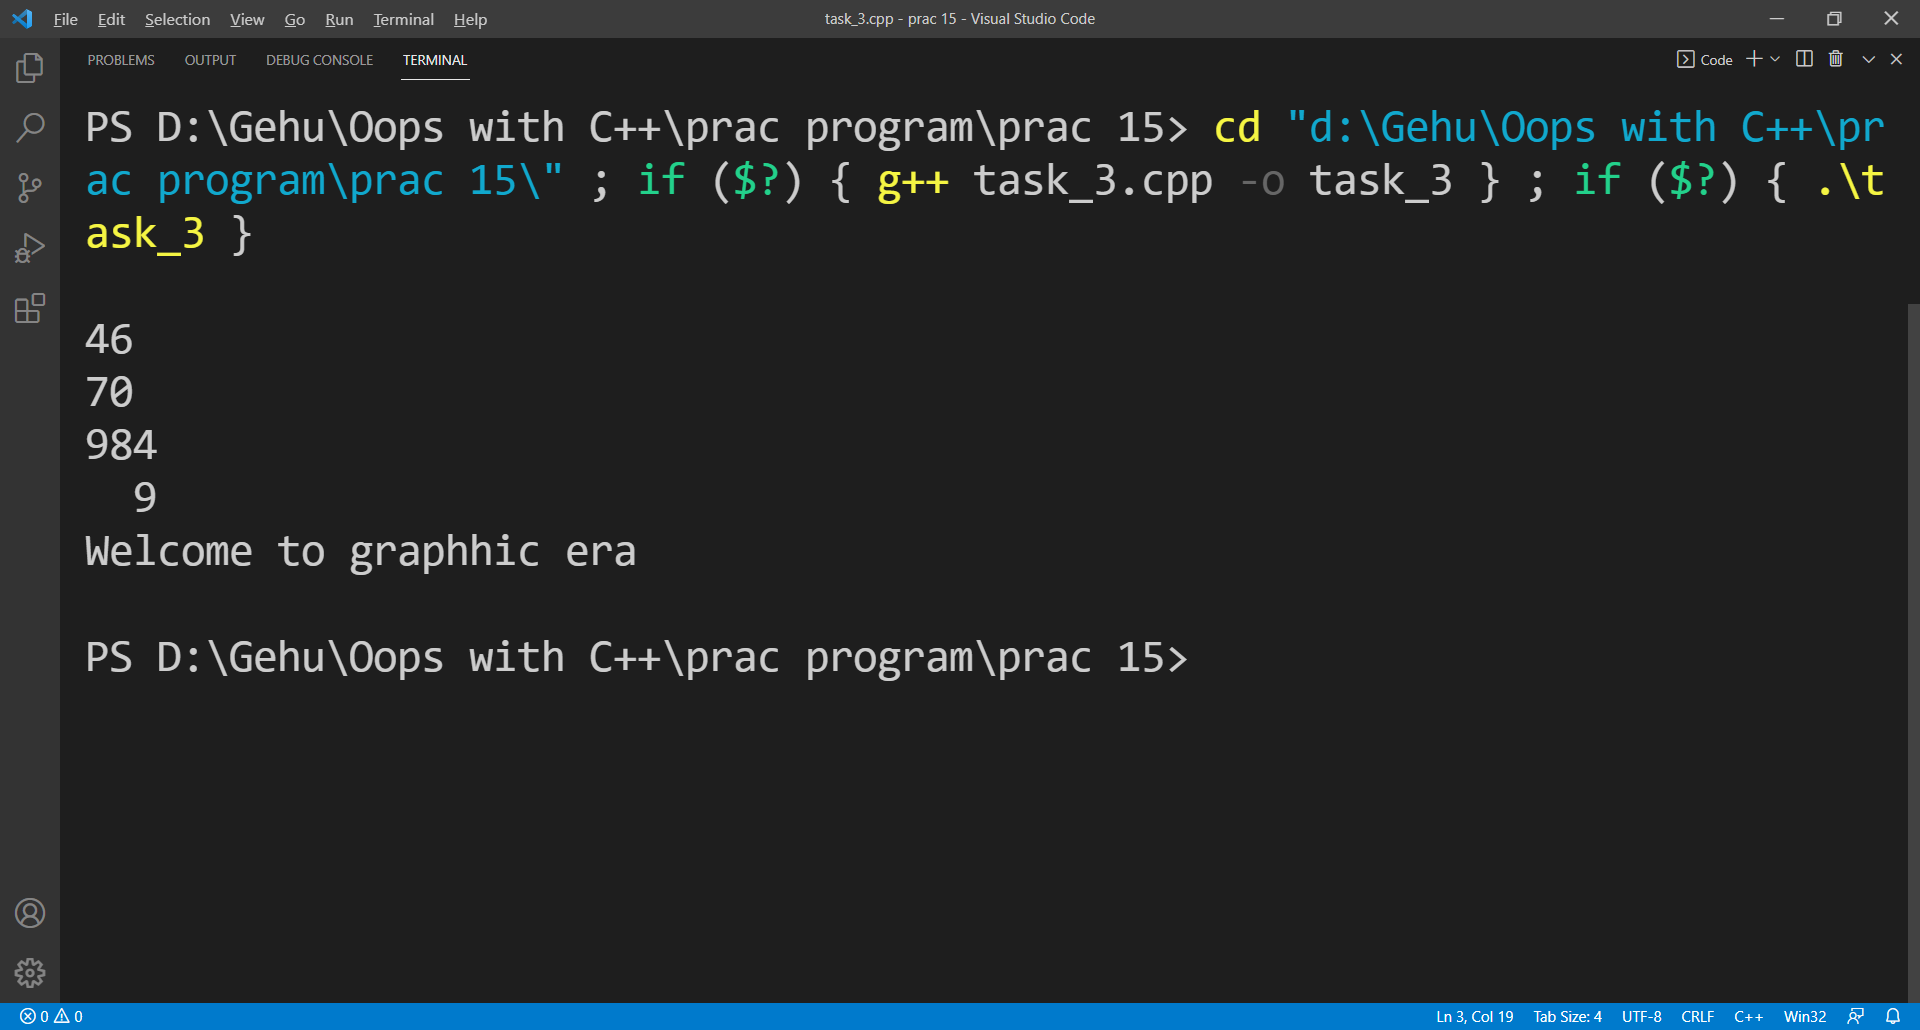 File Edit Selection View Go Run Terminal Help task_3.cpp - prac 15 - Visual Studio Code
PROBLEMS OUTPUT DEBUG CONSOLE TERMINAL Code
PS D:\Gehu\Oops with C++\prac program\prac 15> cd "d:\Gehu\Oops with C++\pr
ac program\prac 15\" ; if ($?) { g++ task_3.cpp -o task_3 } ; if ($?) { .\t
ask_3 }
46
70
984
  9
Welcome to graphhic era
PS D:\Gehu\Oops with C++\prac program\prac 15>
0 0 Ln 3, Col 19 Tab Size: 4 UTF-8 CRLF C++ Win32